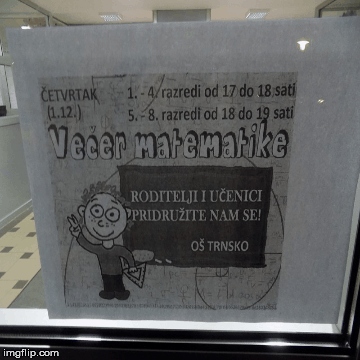 ČETVRTAK 1. - 4. razredi od 17 do 18 sati
(1.12.) 5. - 8. razredi od 18 do 19 sati
Večer matematike
RODITELJI I UČENICI
PRIDRUŽITE NAM SE!
OŠ TRNSKO
imgflip.com